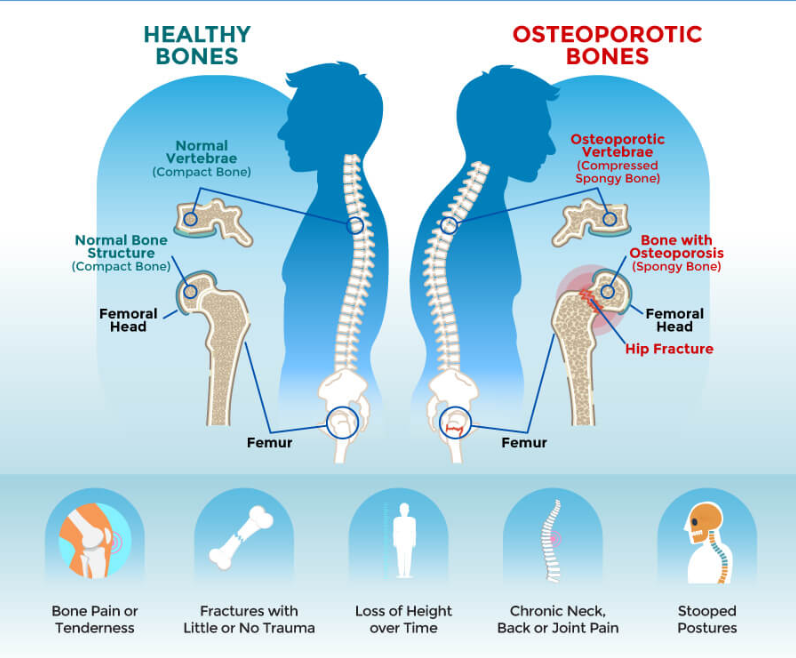 HEALTHY
BONES
OSTEOPOROTIC
BONES
Normal
Vertebrae
(Compact Bone)
Osteoporotic
Vertebrae
(Compressed
Spongy Bone)
Normal Bone
Structure
(Compact Bone)
Bone with
Osteoporosis
(Spongy Bone)
Femoral
Head
Femoral
Head
Hip Fracture
Femur
Femur
Bone Pain or
Tenderness
Fractures with
Little or No Trauma
Loss of Height
over Time
Chronic Neck,
Back or Joint Pain
Stooped
Postures